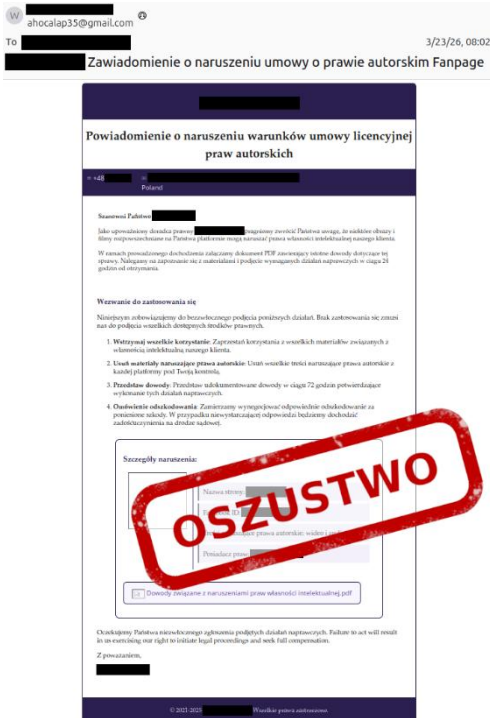 W
ahocalap35@gmail.com
To
3/23/26, 08:02
Zawiadomienie o naruszeniu umowy o prawie autorskim Fanpage
Powiadomienie o naruszeniu warunków umowy licencyjnej
praw autorskich
+48
Poland
Szanowni Państwo
Jako upoważniony doradca prawny pragniemy zwrócić Państwa uwagę, że niektóre obrazy i
filmy rozpowszechniane na Państwa platformie mogą naruszać prawa własności intelektualnej naszego klienta.
W ramach prowadzonego dochodzenia załączamy dokument PDF zawierający istotne dowody dotyczące tej
sprawy. Nalegamy na zapoznanie się z materiałami i podjęcie wymaganych działań naprawczych w ciągu 24
godzin od otrzymania.
Wezwanie do zastosowania się
Niniejszym zobowiązujemy do bezzwłocznego podjęcia poniższych działań. Brak zastosowania się zmusi
nas do podjęcia wszelkich dostępnych środków prawnych.
1. Wstrzymaj wszelkie korzystanie: Zaprzestań korzystania z wszelkich materiałów związanych z
własnością intelektualną naszego klienta.
2. Usuń materiały naruszające prawa autorskie: Usuń wszelkie treści naruszające prawa autorskie z
każdej platformy pod Twoją kontrolą.
3. Przedstaw dowody: Przedstaw udokumentowane dowody w ciągu 72 godzin potwierdzające
wykonanie tych działań naprawczych.
4. Omówienie odszkodowania: Zamierzamy wynegocjować odpowiednie odszkodowanie za
poniesione szkody. W przypadku niewystarczającej odpowiedzi będziemy dochodzić
zadośćuczynienia na drodze sądowej.
Szczegóły naruszenia:
Nazwa strony:
ID:
prawa autorskie: wideo i
Posiadacz praw:
OSZUSTWO
Dowody związane z naruszeniami praw własności intelektualnej.pdf
Oczekujemy Państwa niezwłocznego zgłoszenia podjętych działań naprawczych. Failure to act will result
in us exercising our right to initiate legal proceedings and seek full compensation.
Z poważaniem,
© 2021-2025 Wszelkie prawa zastrzeżone.